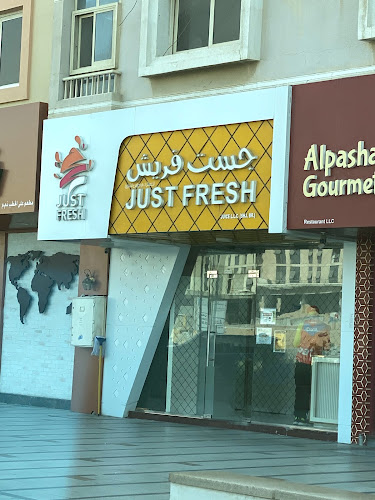 JUST
FRESH
جست فريش
JUST FRESH
Alpasha
Gourmet
Restaurant LLC